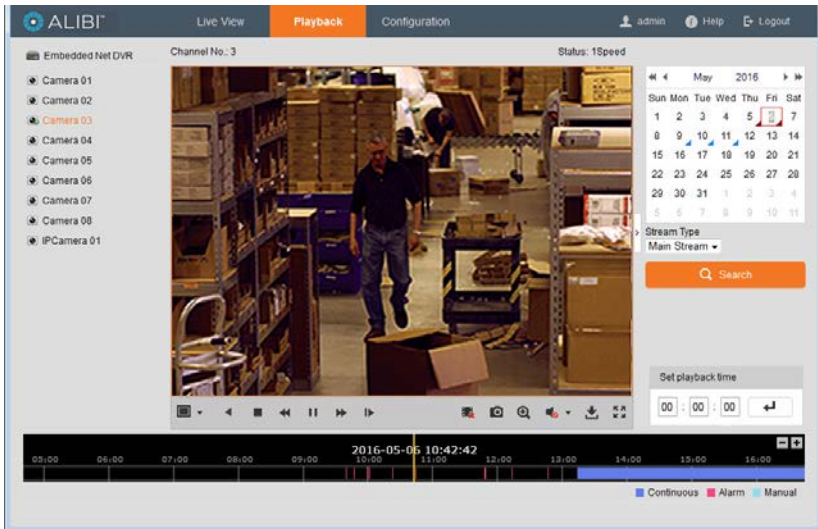 ALIBI™ Live View Playback Configuration admin Help Logout
Embedded Net DVR
Camera 01
Camera 02
Camera 03
Camera 04
Camera 05
Camera 06
Camera 07
Camera 08
IPCamera 01
Channel No.: 3 Status: 1Speed
May 2016
Sun Mon Tue Wed Thu Fri Sat
1 2 3 4 5 7
8 9 10 11 12 13 14
15 16 17 18 19 20 21
22 23 24 25 26 27 28
29 30 31 1 2 3 4
5 6 7 8 9 10 11
Stream Type
Main Stream
Search
Set playback time
00 : 00 : 00
2016-05-06 10:42:42
05:00 06:00 07:00 08:00 09:00 10:00 11:00 12:00 13:00 14:00 15:00 16:00
Continuous Alarm Manual